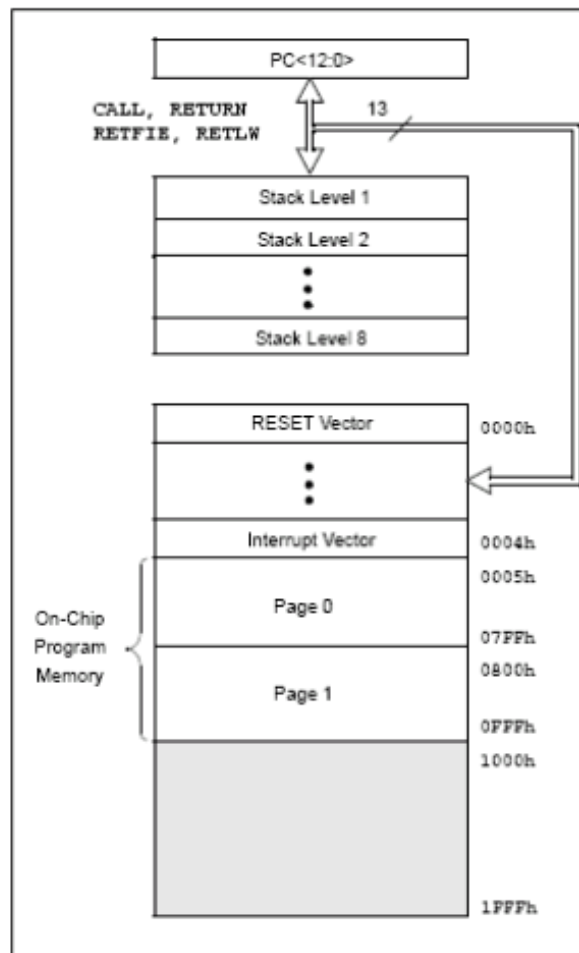 PC<12:0>
CALL, RETURN
RETFIE, RETLW
13
Stack Level 1
Stack Level 2
Stack Level 8
RESET Vector
0000h
Interrupt Vector
0004h
0005h
On-Chip
Program
Memory
Page 0
07FFh
0800h
Page 1
0FFFh
1000h
1FFFh